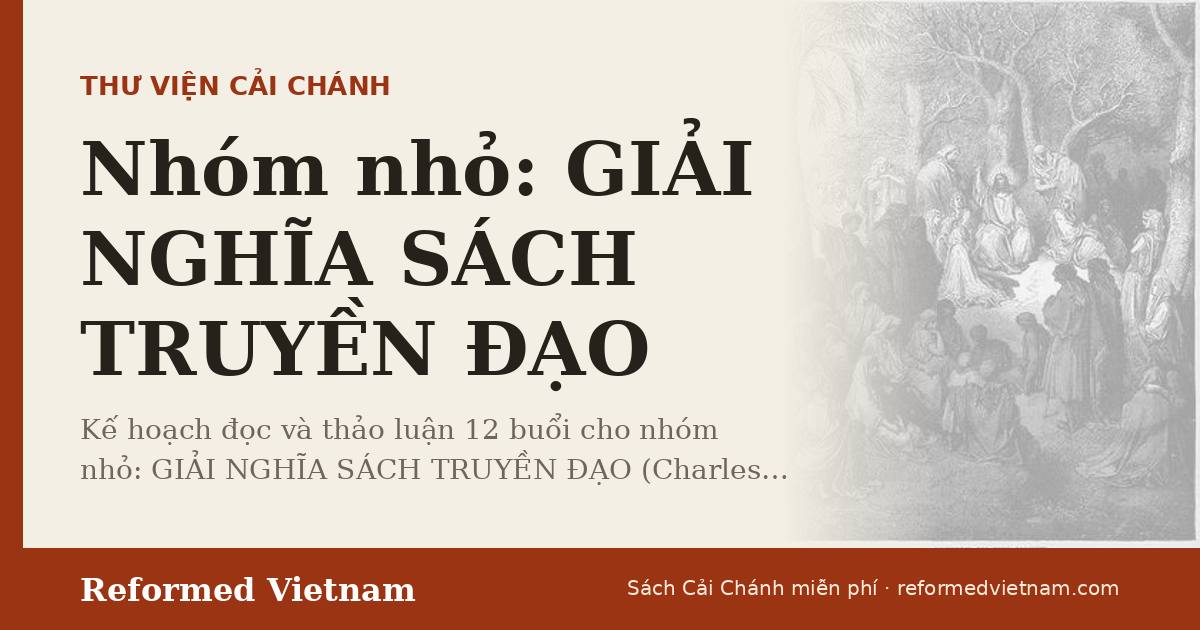 THƯ VIỆN CẢI CHÁNH
Nhóm nhỏ: GIẢI
NGHĨA SÁCH
TRUYỀN ĐẠO
Kế hoạch đọc và thảo luận 12 buổi cho nhóm
nhỏ: GIẢI NGHĨA SÁCH TRUYỀN ĐẠO (Charles...
Reformed Vietnam
Sách Cải Chánh miễn phí · reformedvietnam.com